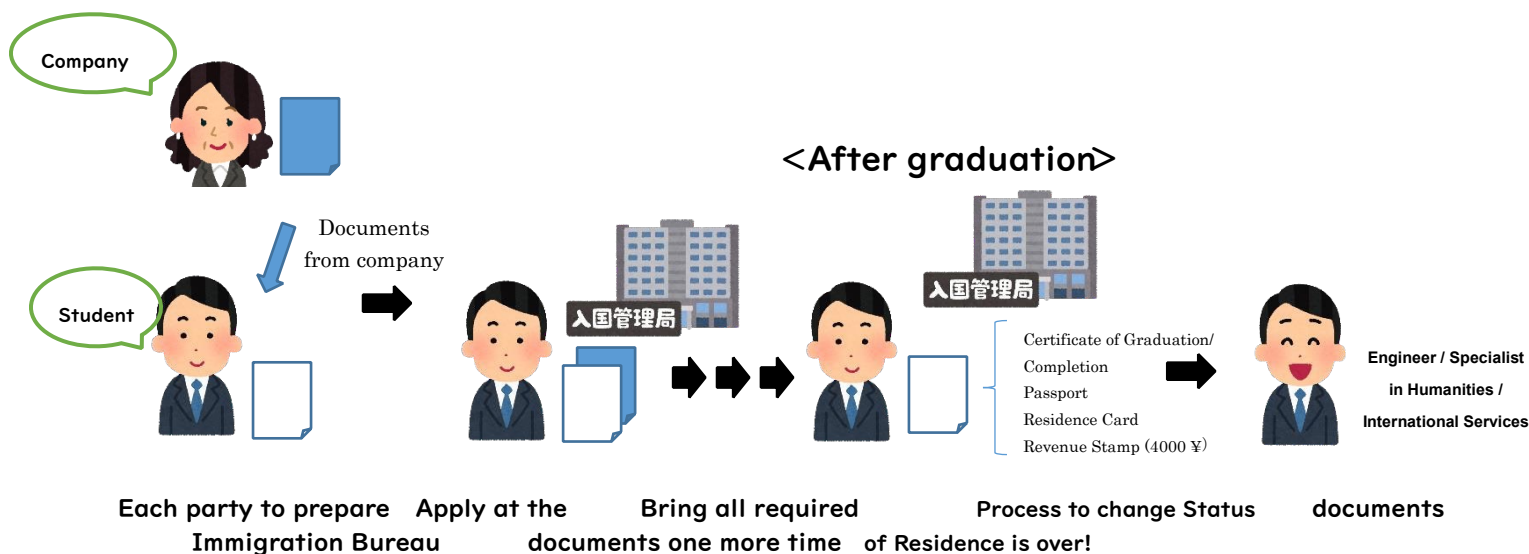 Company
<After graduation>
Documents
from company
Student
入国管理局
入国管理局
Certificate of Graduation/
Completion
Passport
Residence Card
Revenue Stamp (4000 ¥)
Engineer / Specialist
in Humanities /
International Services
Each party to prepare Apply at the Bring all required Process to change Status documents
Immigration Bureau documents one more time of Residence is over!